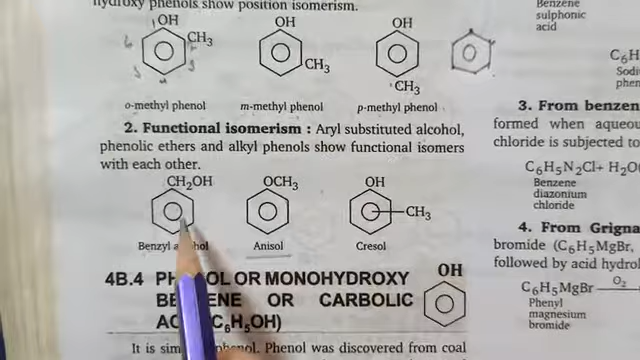 hydroxy phenols show position isomerism.
OH
CH₃
OH
CH₃
OH
CH₃
o-methyl phenol
m-methyl phenol
p-methyl phenol
2. Functional isomerism : Aryl substituted alcohol,
phenolic ethers and alkyl phenols show functional isomers
with each other.
CH₂OH
OCH₃
OH
CH₃
Benzyl
Anisol
Cresol
4B.4 OR MONOHYDROXY
OR CARBOLIC
C₆H₅OH)
OH
It is phenol. Phenol was discovered from coal
Benzene
sulphonic
acid
C₆H
3. From benzen
formed when aqueou
chloride is subjected to
C₆H₅N₂Cl+ H₂O
Benzene
diazonium
chloride
4. From Grigna
bromide (C₆H₅MgBr,
followed by acid hydrol
C₆H₅MgBr O₂
Phenyl
magnesium
bromide